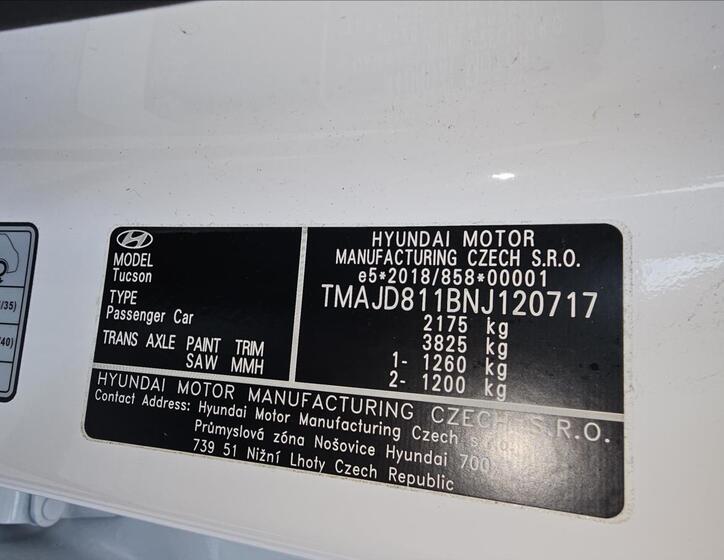 /35)
/40)
MODEL
Tucson
TYPE
Passenger Car
TRANS AXLE PAINT TRIM
SAW MMH
HYUNDAI MOTOR
MANUFACTURING CZECH S.R.O.
e5*2018/858*00001
TMAJD811BNJ120717
2175 kg
3825 kg
1- 1260 kg
2- 1200 kg
HYUNDAI MOTOR MANUFACTURING CZECH S.R.O.
Contact Address: Hyundai Motor Manufacturing Czech s.r.o.
Průmyslová zóna Nošovice Hyundai 700
739 51 Nižní Lhoty Czech Republic